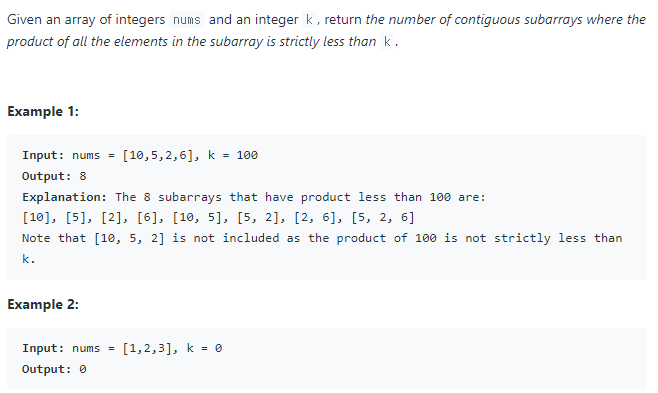 Given an array of integers nums and an integer k, return the number of contiguous subarrays where the
product of all the elements in the subarray is strictly less than k.
Example 1:
Input: nums = [10,5,2,6], k = 100
Output: 8
Explanation: The 8 subarrays that have product less than 100 are:
[10], [5], [2], [6], [10, 5], [5, 2], [2, 6], [5, 2, 6]
Note that [10, 5, 2] is not included as the product of 100 is not strictly less than
k.
Example 2:
Input: nums = [1,2,3], k = 0
Output: 0